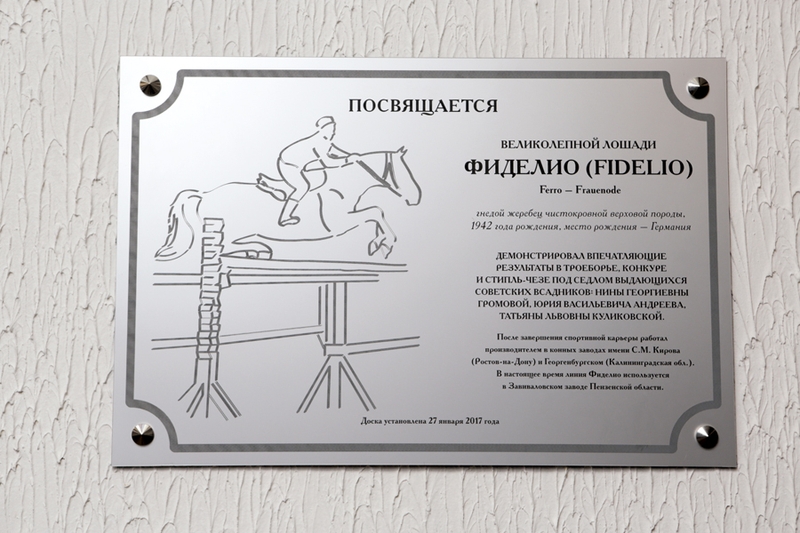 ПОСВЯЩАЕТСЯ
ВЕЛИКОЛЕПНОЙ ЛОШАДИ
ФИДЕЛИО (FIDELIO)
Ferro – Frauenode
гнедой жеребец чистокровной верховой породы,
1942 года рождения, место рождения – Германия
ДЕМОНСТРИРОВАЛ ВПЕЧАТЛЯЮЩИЕ
РЕЗУЛЬТАТЫ В ТРОЕБОРЬЕ, КОНКУРЕ
И СТИПЛЬ-ЧЕЗЕ ПОД СЕДЛОМ ВЫДАЮЩИХСЯ
СОВЕТСКИХ ВСАДНИКОВ: НИНЫ ГЕОРГИЕВНЫ
ГРОМОВОЙ, ЮРИЯ ВАСИЛЬЕВИЧА АНДРЕЕВА,
ТАТЬЯНЫ ЛЬВОВНЫ КУЛИКОВСКОЙ.
После завершения спортивной карьеры работал
производителем в конных заводах имени С.М. Кирова
(Ростов-на-Дону) и Георгенбургском (Калининградская обл.).
В настоящее время линия Фиделио используется
в Завиваловском заводе Пензенской области.
Доска установлена 27 января 2017 года